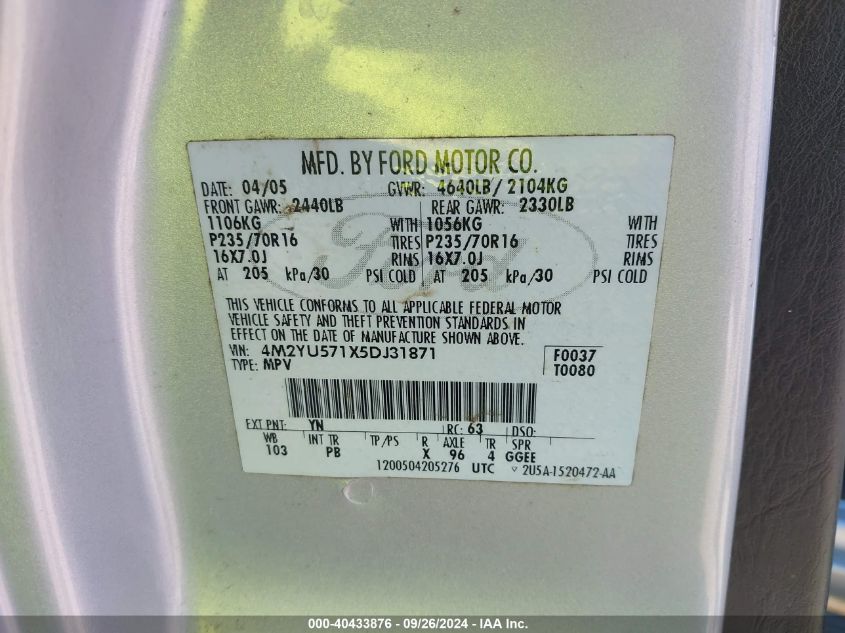 MFD. BY FORD MOTOR CO.
DATE: 04/05 GVWR: 4640LB/ 2104KG
FRONT GAWR: 2440LB REAR GAWR: 2330LB
1106KG WITH 1056KG WITH
P235/70R16 TIRES P235/70R16 TIRES
16X7.0J RIMS 16X7.0J RIMS
AT 205 kPa/30 PSI COLD AT 205 kPa/30 PSI COLD
Ford
THIS VEHICLE CONFORMS TO ALL APPLICABLE FEDERAL MOTOR
VEHICLE SAFETY AND THEFT PREVENTION STANDARDS IN
EFFECT ON THE DATE OF MANUFACTURE SHOWN ABOVE.
VIN: 4M2YU571X5DJ31871 F0037
TYPE: MPV T0080
EXT PNT: YN RC: 63 DSO:
WB INT TR TP/PS R AXLE TR SPR
103 PB X 96 4 GGEE
1200504205276 UTC 2U5A-1520472-AA
000-40433876 - 09/26/2024 - IAA Inc.